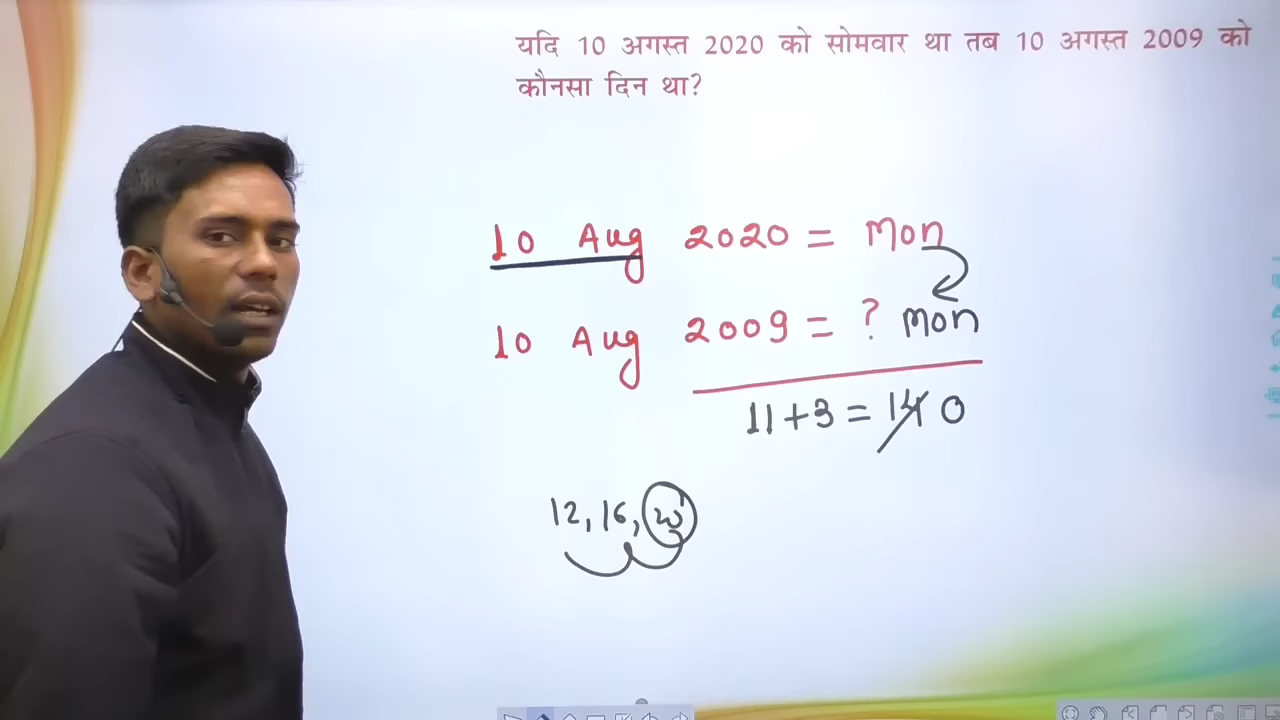 यदि 10 अगस्त 2020 को सोमवार था तब 10 अगस्त 2009 को
कौनसा दिन था?
10 Aug 2020 = Mon
10 Aug 2009 = ? Mon
11+3 = 14 0
12, 16,